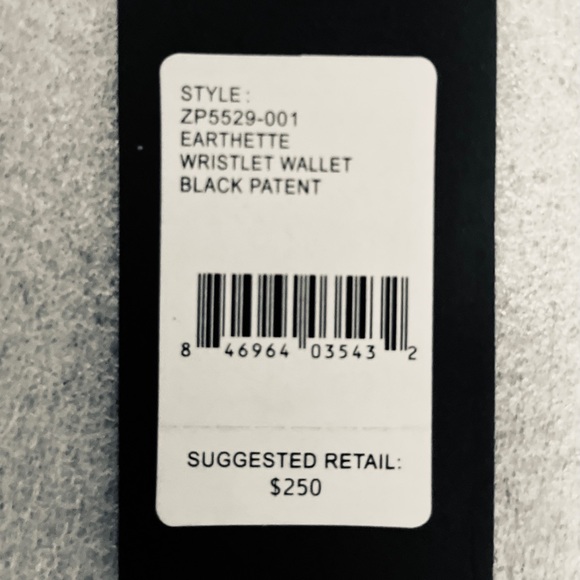 STYLE:
ZP5529-001
EARTHETTE
WRISTLET WALLET
BLACK PATENT
8 46964 03543 2
SUGGESTED RETAIL:
$250